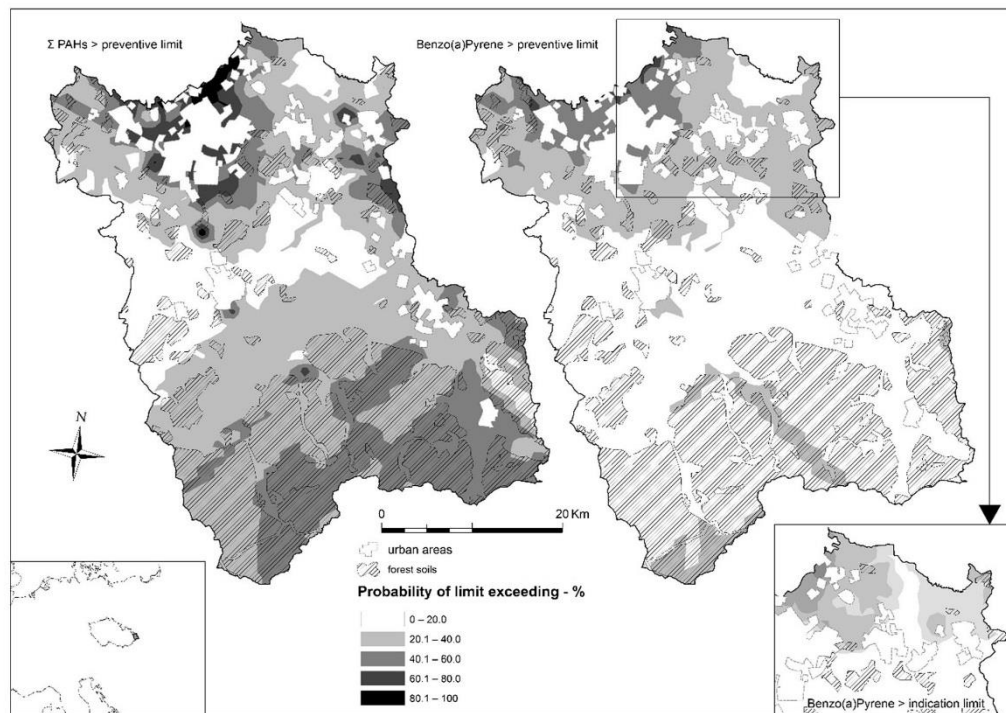 Σ PAHs > preventive limit
Benzo(a)Pyrene > preventive limit
N
0 20 Km
urban areas
forest soils
Probability of limit exceeding - %
0 – 20.0
20.1 – 40.0
40.1 – 60.0
60.1 – 80.0
80.1 – 100
Benzo(a)Pyrene > indication limit